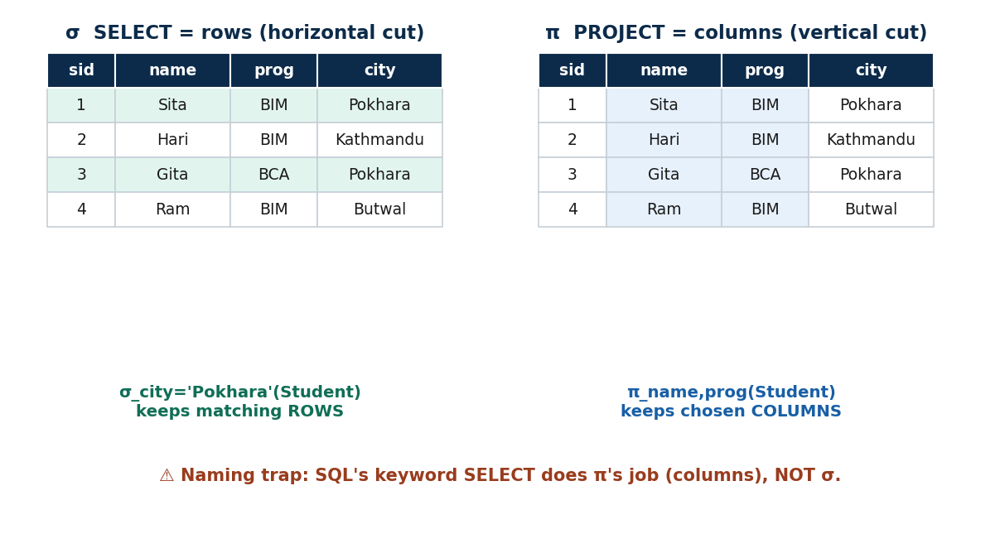 σ  SELECT = rows (horizontal cut)
sid name prog city
1 Sita BIM Pokhara
2 Hari BIM Kathmandu
3 Gita BCA Pokhara
4 Ram BIM Butwal
σ_city='Pokhara'(Student)
keeps matching ROWS
π  PROJECT = columns (vertical cut)
sid name prog city
1 Sita BIM Pokhara
2 Hari BIM Kathmandu
3 Gita BCA Pokhara
4 Ram BIM Butwal
π_name,prog(Student)
keeps chosen COLUMNS
⚠ Naming trap: SQL's keyword SELECT does π's job (columns), NOT σ.